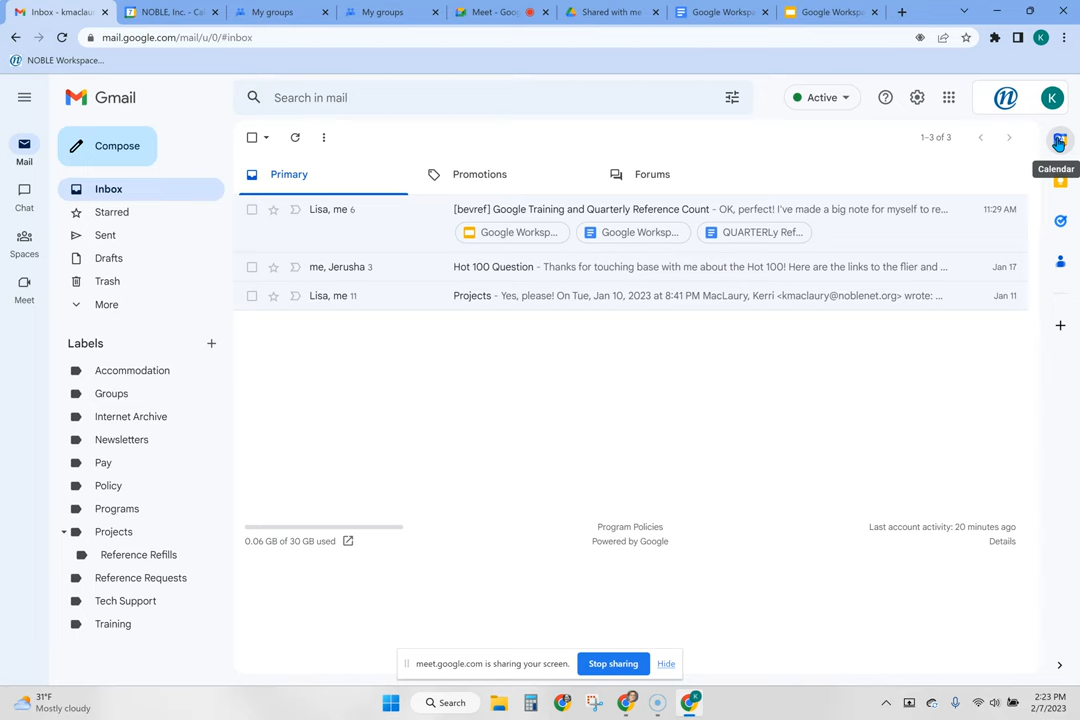 Inbox - kmaclau
NOBLE, Inc. - Cal
My groups
My groups
Meet - Goog
Shared with me
Google Worksp
Google Worksp
mail.google.com/mail/u/0/#inbox
K
NOBLE Workspace...
Gmail
Search in mail
Active
n
K
Mail
Compose
1–3 of 3
Calendar
Primary
Promotions
Forums
Inbox
Chat
Starred
Lisa, me 6
[bevref] Google Training and Quarterly Reference Count - OK, perfect! I've made a big note for myself to re...
11:29 AM
Google Worksp...
Google Worksp...
QUARTERLy Ref...
Sent
Spaces
Drafts
me, Jerusha 3
Hot 100 Question - Thanks for touching base with me about the Hot 100! Here are the links to the flier and ...
Jan 17
Trash
Meet
Lisa, me 11
Projects - Yes, please! On Tue, Jan 10, 2023 at 8:41 PM MacLaury, Kerri <kmaclaury@noblenet.org> wrote: ...
Jan 11
More
Labels
Accommodation
Groups
Internet Archive
Newsletters
Pay
Policy
Programs
Projects
Reference Refills
Reference Requests
Tech Support
Training
0.06 GB of 30 GB used
Program Policies
Powered by Google
Last account activity: 20 minutes ago
Details
meet.google.com is sharing your screen.
Stop sharing
Hide
31°F
Mostly cloudy
Search
K
2:23 PM
2/7/2023